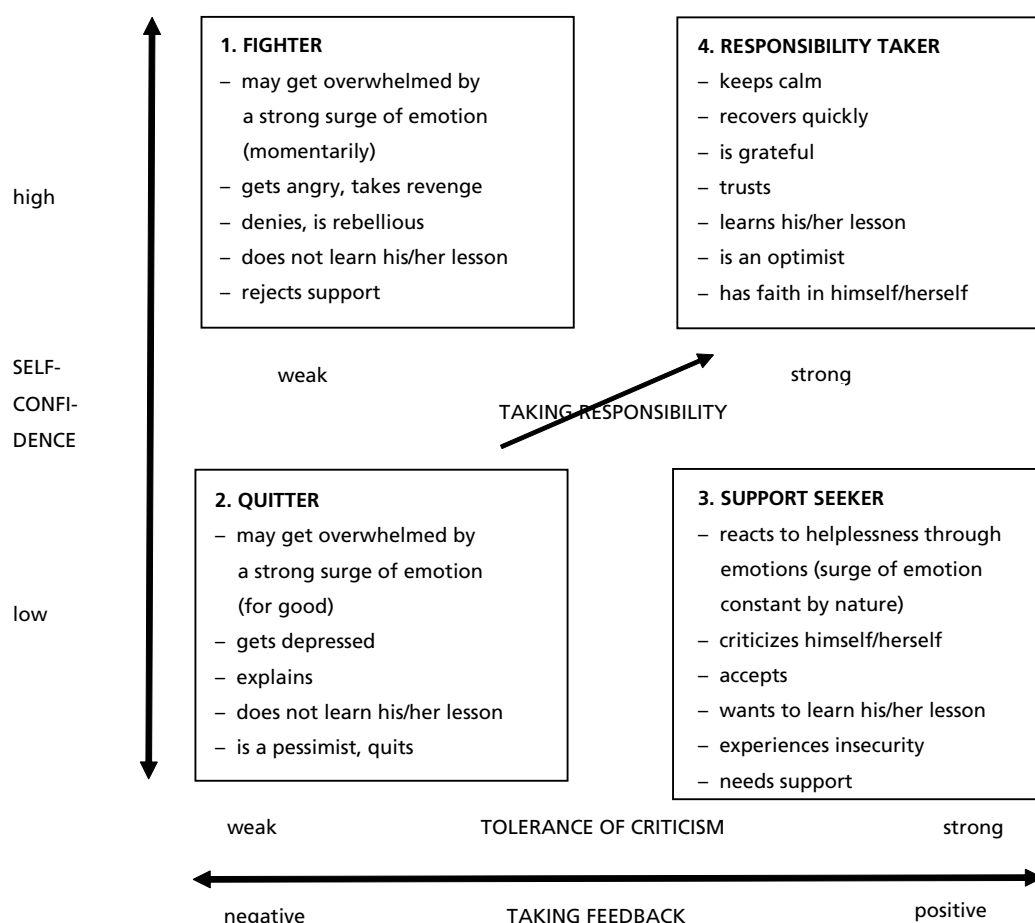 1. FIGHTER
– may get overwhelmed by
a strong surge of emotion
(momentarily)
– gets angry, takes revenge
– denies, is rebellious
– does not learn his/her lesson
– rejects support
4. RESPONSIBILITY TAKER
– keeps calm
– recovers quickly
– is grateful
– trusts
– learns his/her lesson
– is an optimist
– has faith in himself/herself
high
SELF-
CONFI-
DENCE
low
weak
strong
TAKING RESPONSIBILITY
2. QUITTER
– may get overwhelmed by
a strong surge of emotion
(for good)
– gets depressed
– explains
– does not learn his/her lesson
– is a pessimist, quits
3. SUPPORT SEEKER
– reacts to helplessness through
emotions (surge of emotion
constant by nature)
– criticizes himself/herself
– accepts
– wants to learn his/her lesson
– experiences insecurity
– needs support
weak
TOLERANCE OF CRITICISM
strong
negative
TAKING FEEDBACK
positive